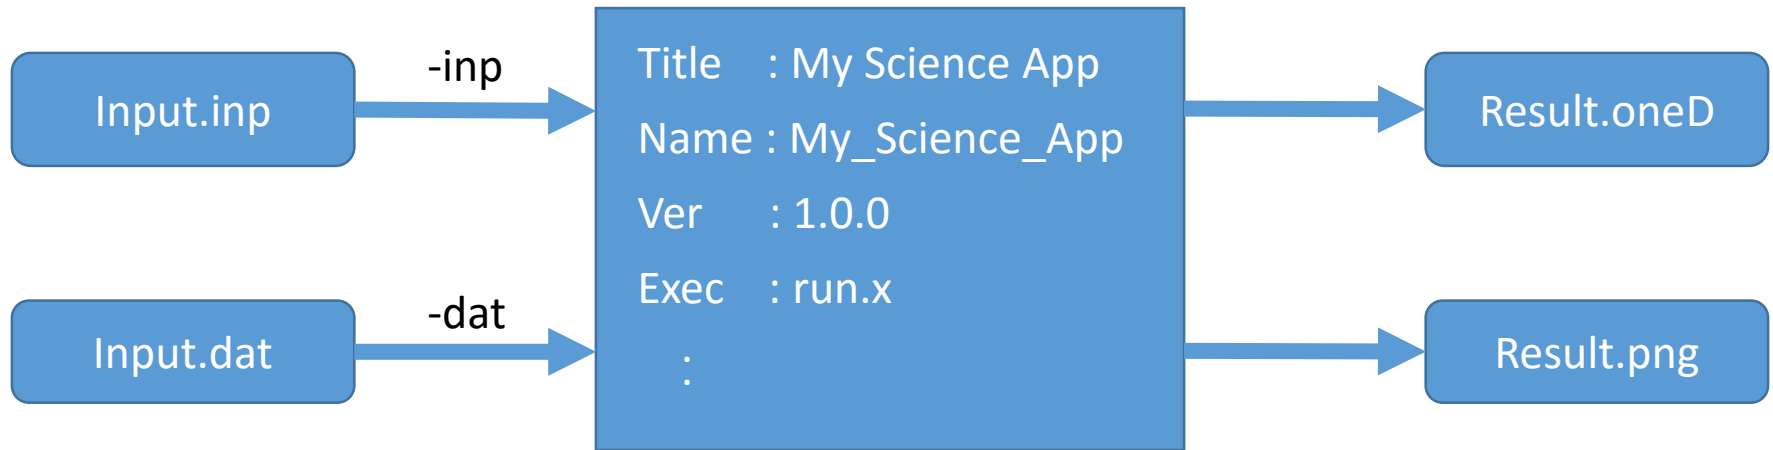 Input.inp
-inp
Title : My Science App
Name : My_Science_App
Ver : 1.0.0
Exec : run.x
:
Result.oneD
Input.dat
-dat
Result.png